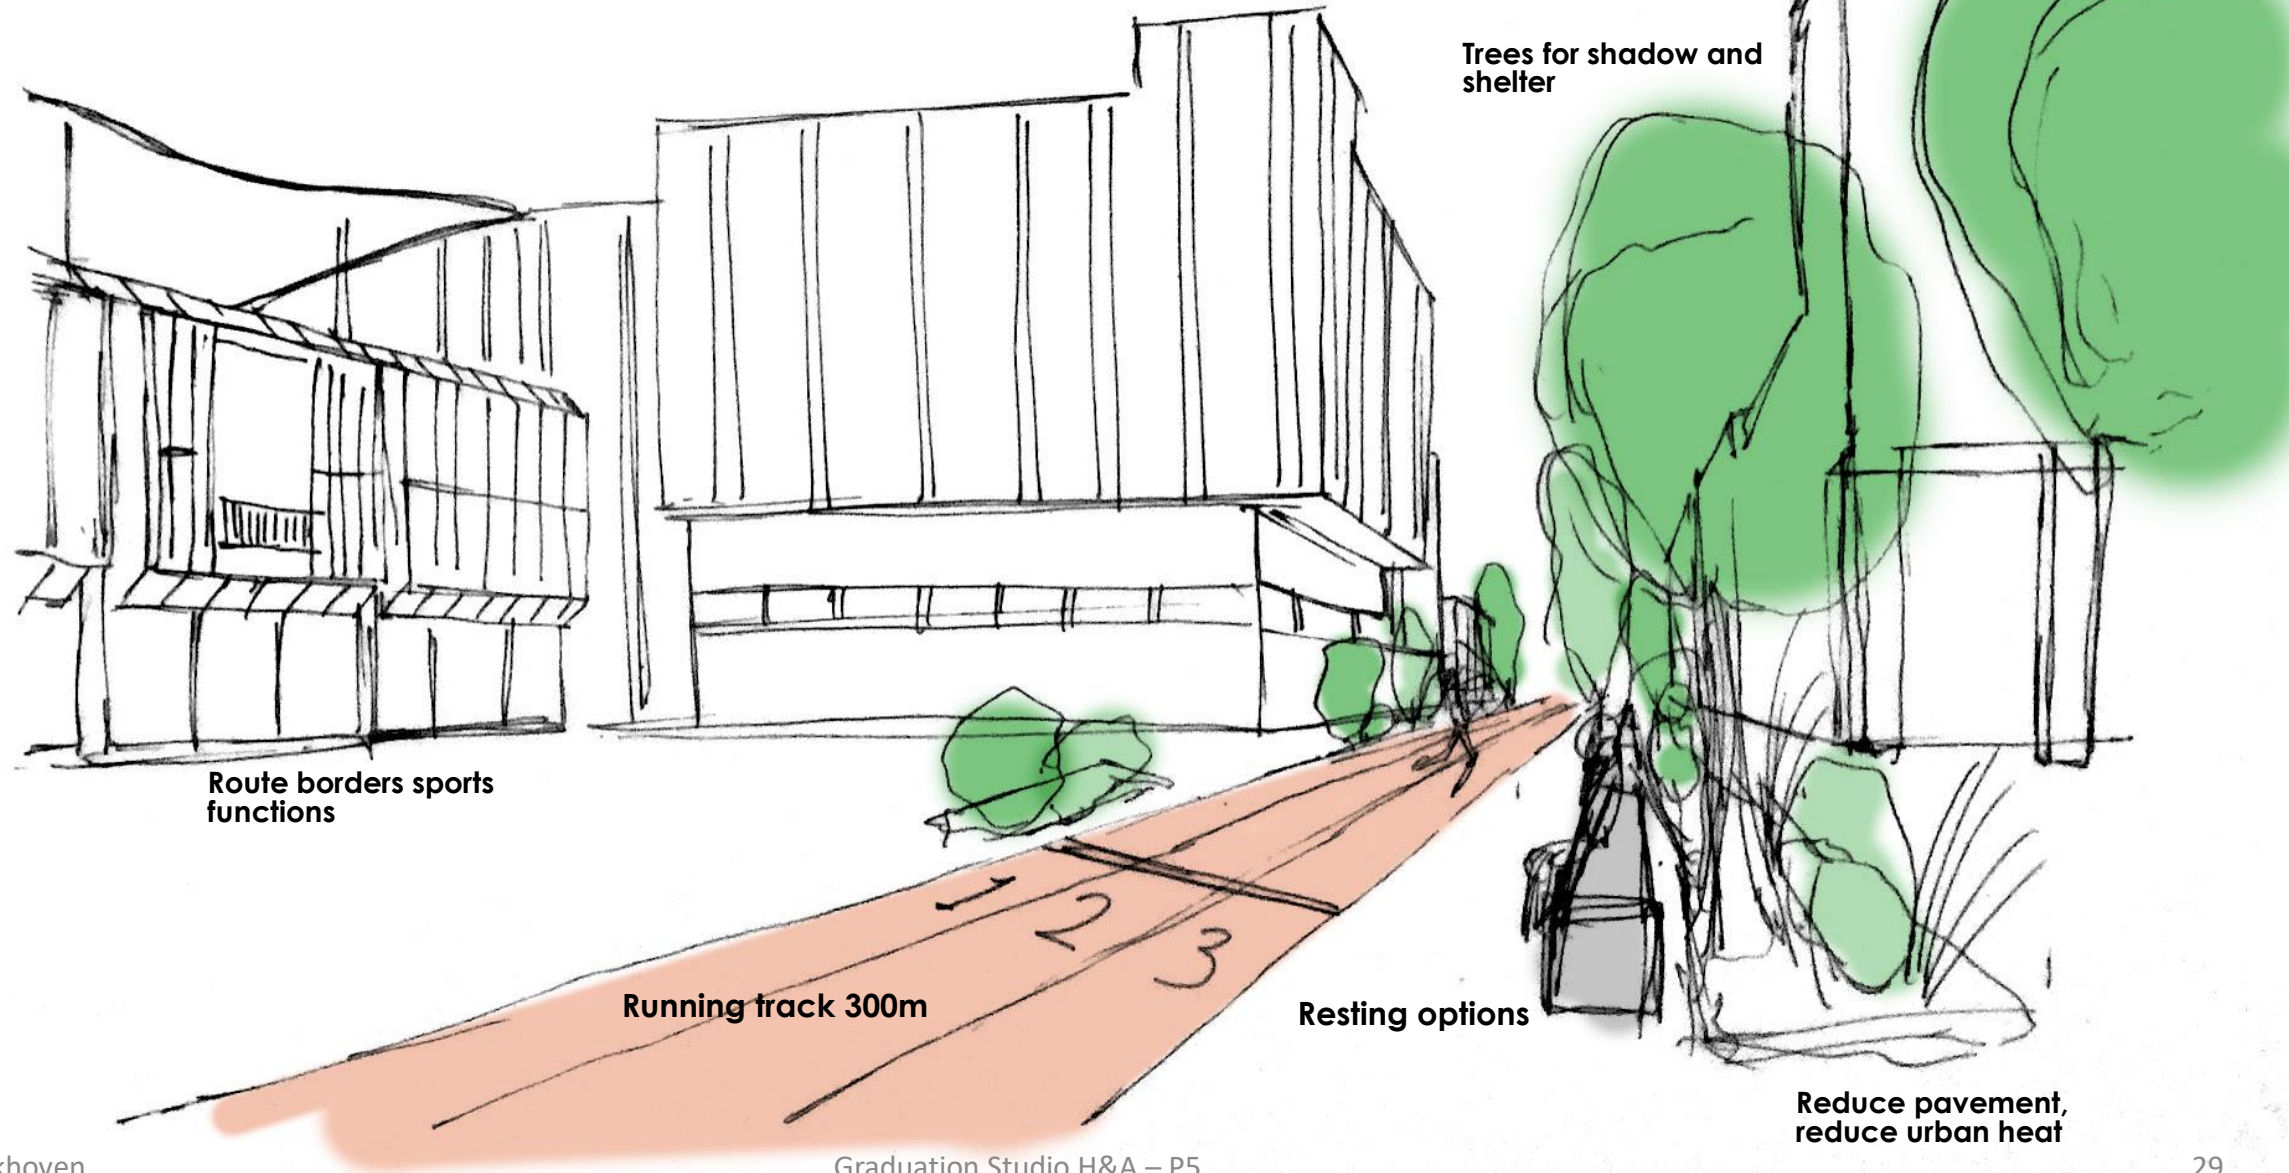 Trees for shadow and
shelter
Route borders sports
functions
1 2 3
Running track 300m
Resting options
Reduce pavement,
reduce urban heat
Graduation Studio H&A – P5
29